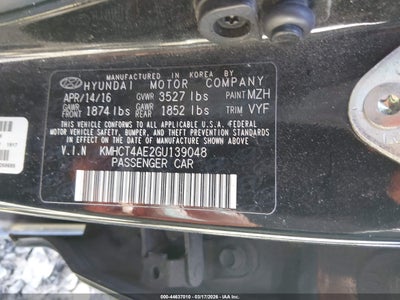 MANUFACTURED IN KOREA BY
HYUNDAI MOTOR COMPANY
APR/14/16 GVWR 3527 lbs PAINT MZH
GAWR FRONT 1874 lbs GAWR REAR 1852 lbs TRIM VYF
THIS VEHICLE CONFORMS TO ALL APPLICABLE U.S. FEDERAL
MOTOR VEHICLE SAFETY, BUMPER, AND THEFT PREVENTION
STANDARDS IN EFFECT ON THE DATE OF MANUFACTURE SHOWN ABOVE.
V.I.N KMHCT4AE2GU139048
PASSENGER CAR
000-44637010 - 03/17/2026 - IAA